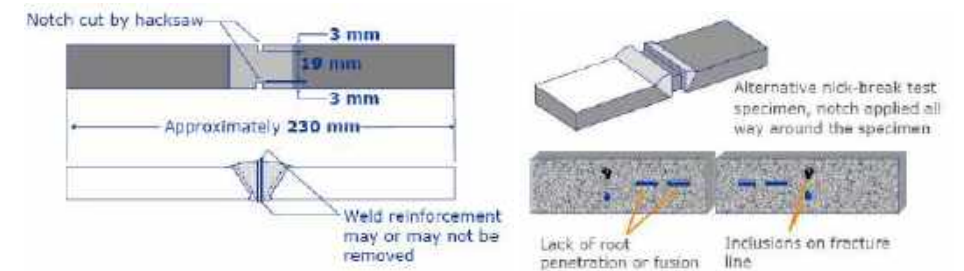 Notch cut by hacksaw
3 mm
19 mm
3 mm
Approximately 230 mm
Weld reinforcement
may or may not be
removed
Alternative nick-break test
specimen, notch applied all
way around the specimen
Lack of root
penetration or fusion
Inclusions on fracture
line